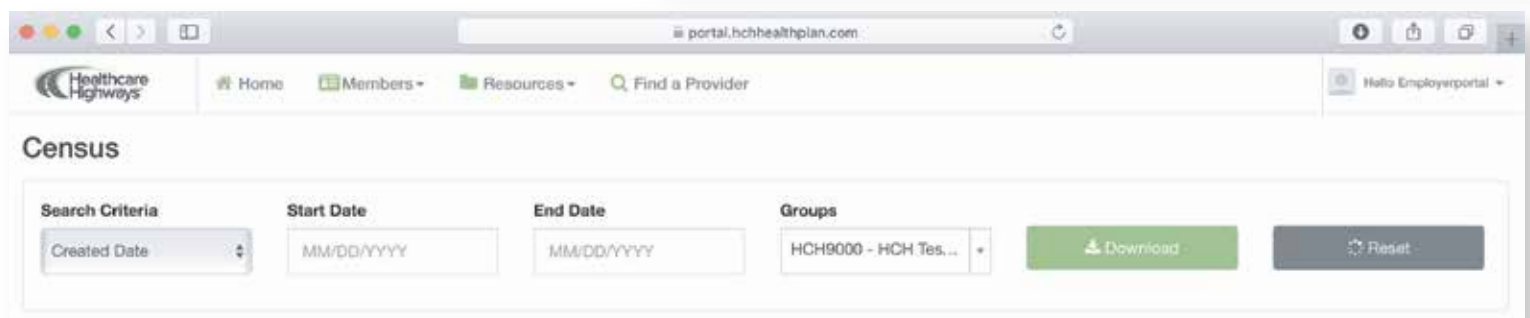 portal.hchhealthplan.com
Healthcare Highways Home Members Resources Find a Provider Hello Employerportal
Census
Search Criteria Start Date End Date Groups
Created Date MM/DD/YYYY MM/DD/YYYY HCH9000 - HCH Tes... Download Reset